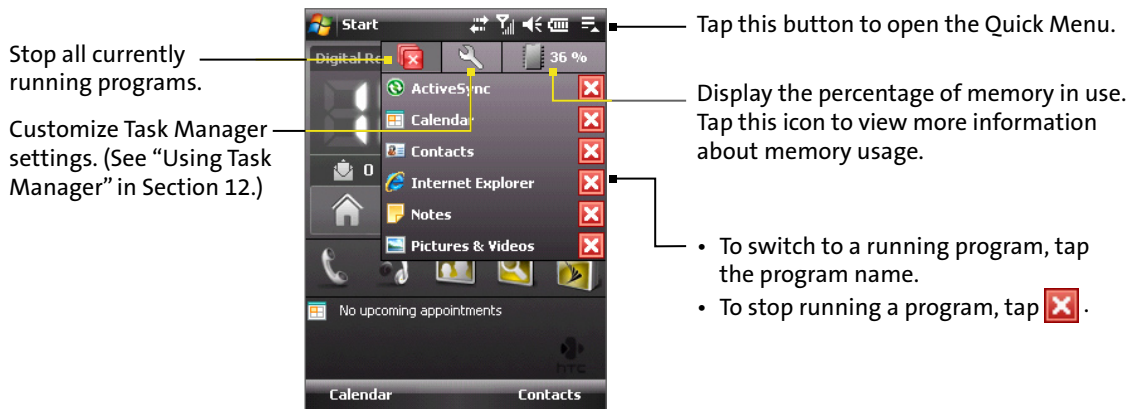 Stop all currently
running programs.
Customize Task Manager
settings. (See “Using Task
Manager” in Section 12.)
Start
Digital Re
36 %
ActiveSync
Calendar
Contacts
Internet Explorer
Notes
Pictures & Videos
0
No upcoming appointments
hTC
Calendar
Contacts
Tap this button to open the Quick Menu.
Display the percentage of memory in use.
Tap this icon to view more information
about memory usage.
• To switch to a running program, tap
the program name.
• To stop running a program, tap .